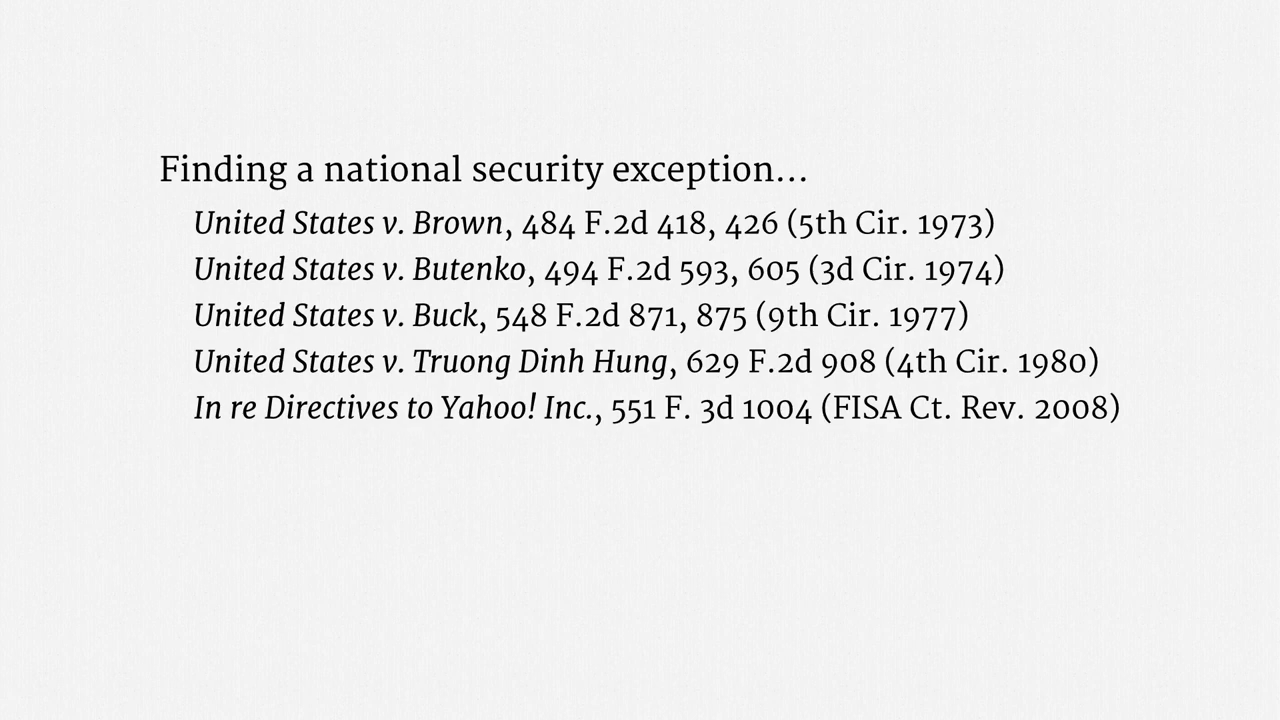 Finding a national security exception...
United States v. Brown, 484 F.2d 418, 426 (5th Cir. 1973)
United States v. Butenko, 494 F.2d 593, 605 (3d Cir. 1974)
United States v. Buck, 548 F.2d 871, 875 (9th Cir. 1977)
United States v. Truong Dinh Hung, 629 F.2d 908 (4th Cir. 1980)
In re Directives to Yahoo! Inc., 551 F. 3d 1004 (FISA Ct. Rev. 2008)